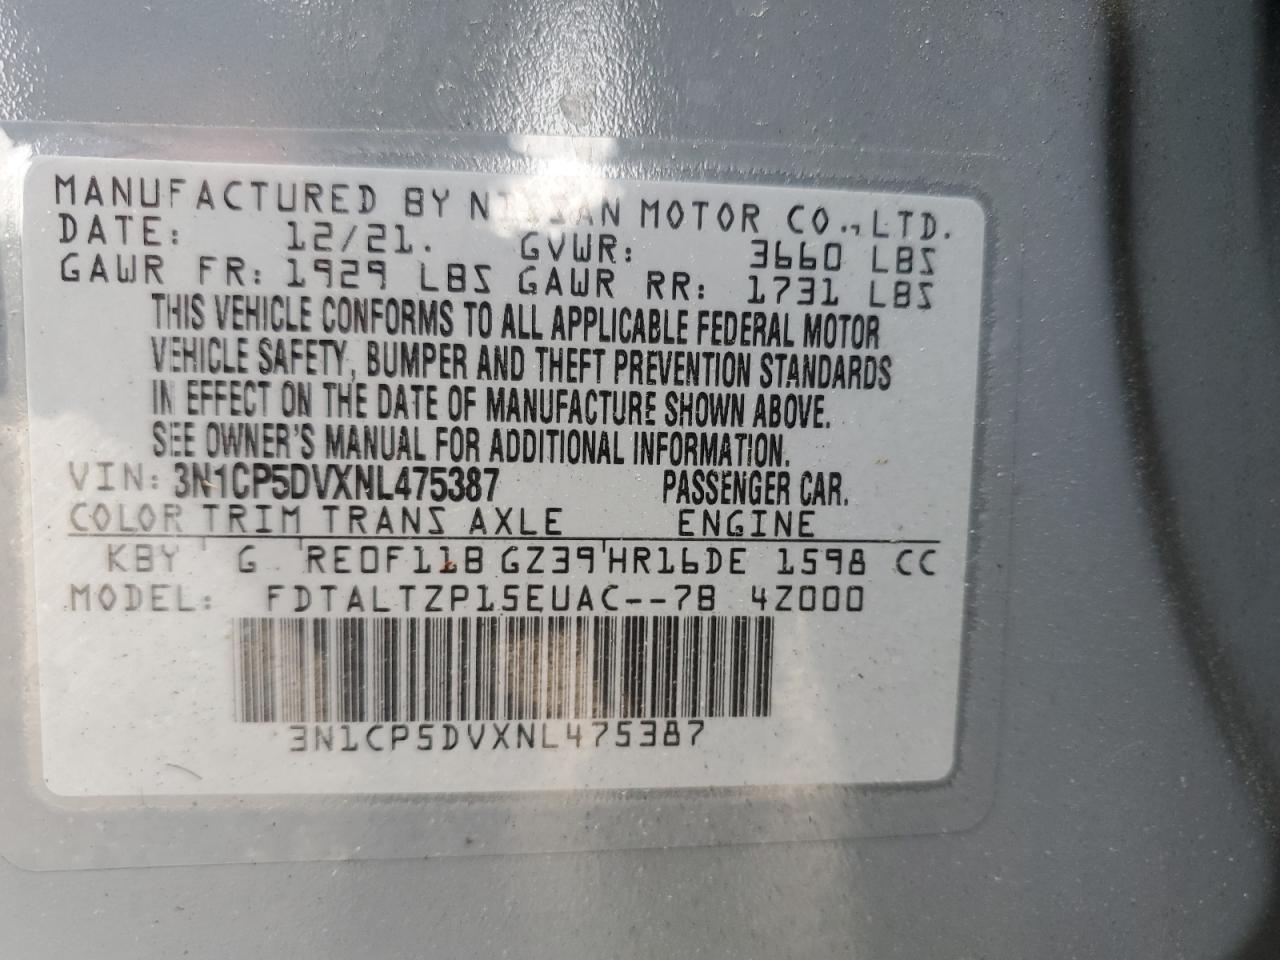 MANUFACTURED BY NISSAN MOTOR CO., LTD.
DATE: 12/21. GVWR: 3660 LBS
GAWR FR: 1929 LBS GAWR RR: 1731 LBS
THIS VEHICLE CONFORMS TO ALL APPLICABLE FEDERAL MOTOR
VEHICLE SAFETY, BUMPER AND THEFT PREVENTION STANDARDS
IN EFFECT ON THE DATE OF MANUFACTURE SHOWN ABOVE.
SEE OWNER'S MANUAL FOR ADDITIONAL INFORMATION.
VIN: 3N1CP5DVXNL475387 PASSENGER CAR.
COLOR TRIM TRANS AXLE ENGINE
KBY G RE0F11B GZ39 HR16DE 1598 CC
MODEL: FDTALTZP15EUAC--7B 4Z000
3N1CP5DVXNL475387